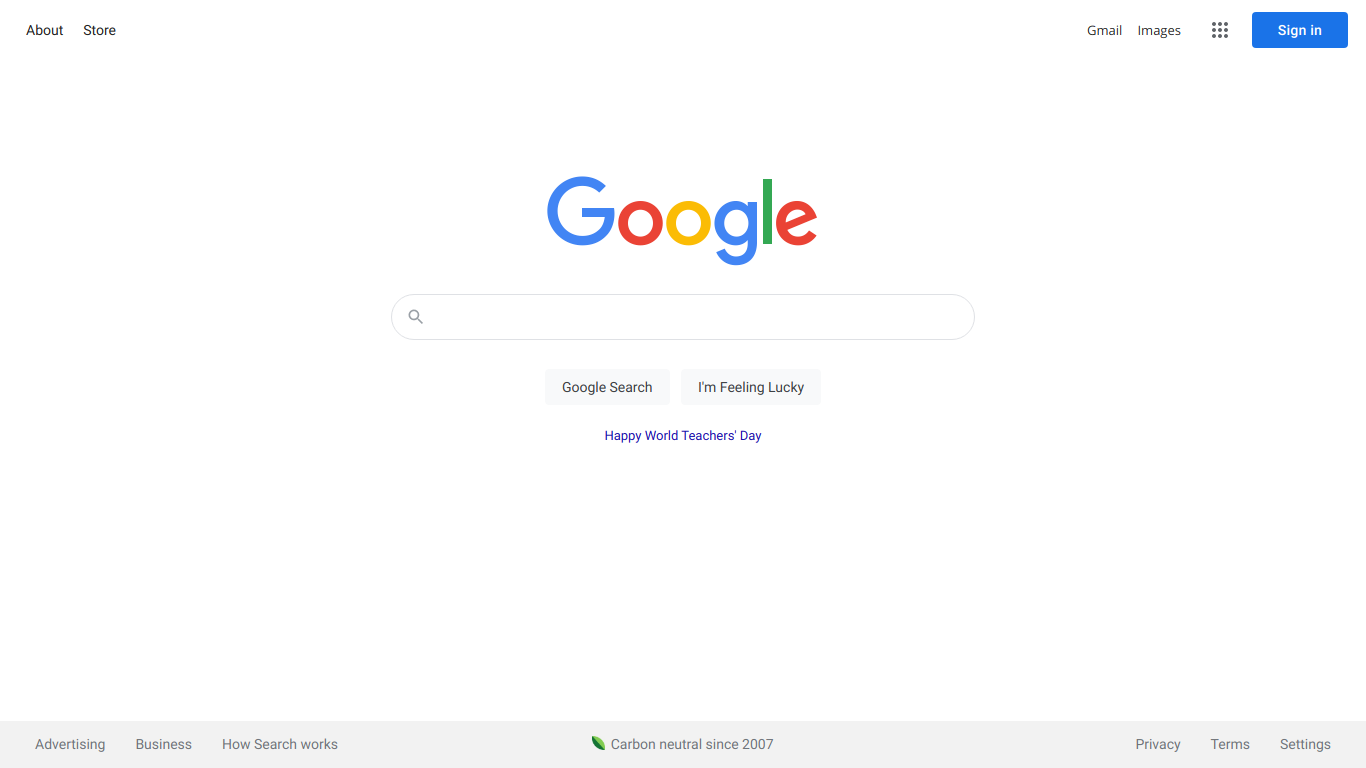 About Store Gmail Images Sign in
Google
Google Search I'm Feeling Lucky
Happy World Teachers' Day
Advertising Business How Search works Carbon neutral since 2007 Privacy Terms Settings